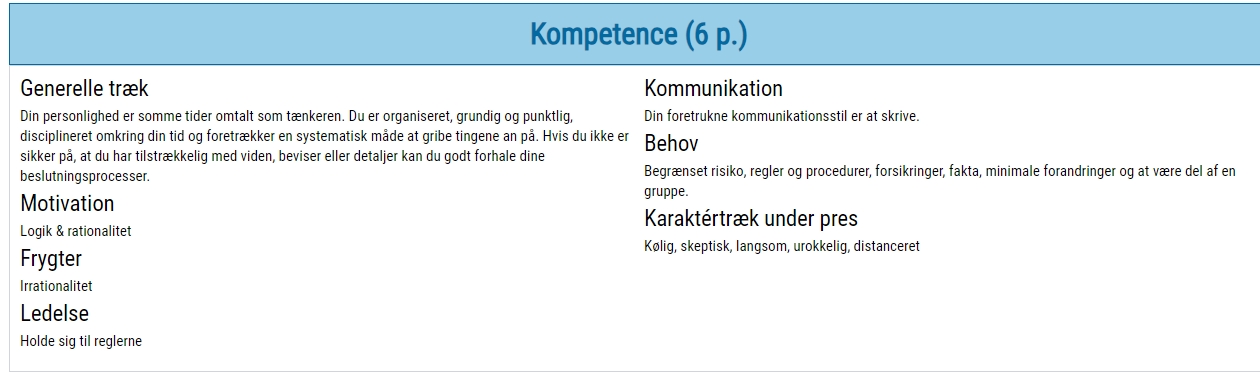 Kompetence (6 p.)
Generelle træk
Din personlighed er somme tider omtalt som tænkeren. Du er organiseret, grundig og punktlig,
disciplineret omkring din tid og foretrækker en systematisk måde at gribe tingene an på. Hvis du ikke er
sikker på, at du har tilstrækkelig med viden, beviser eller detaljer kan du godt forhale dine
beslutningsprocesser.
Motivation
Logik & rationalitet
Frygter
Irrationalitet
Ledelse
Holde sig til reglerne
Kommunikation
Din foretrukne kommunikationsstil er at skrive.
Behov
Begrænset risiko, regler og procedurer, forsikringer, fakta, minimale forandringer og at være del af en
gruppe.
Karaktértræk under pres
Kølig, skeptisk, langsom, urokkelig, distanceret